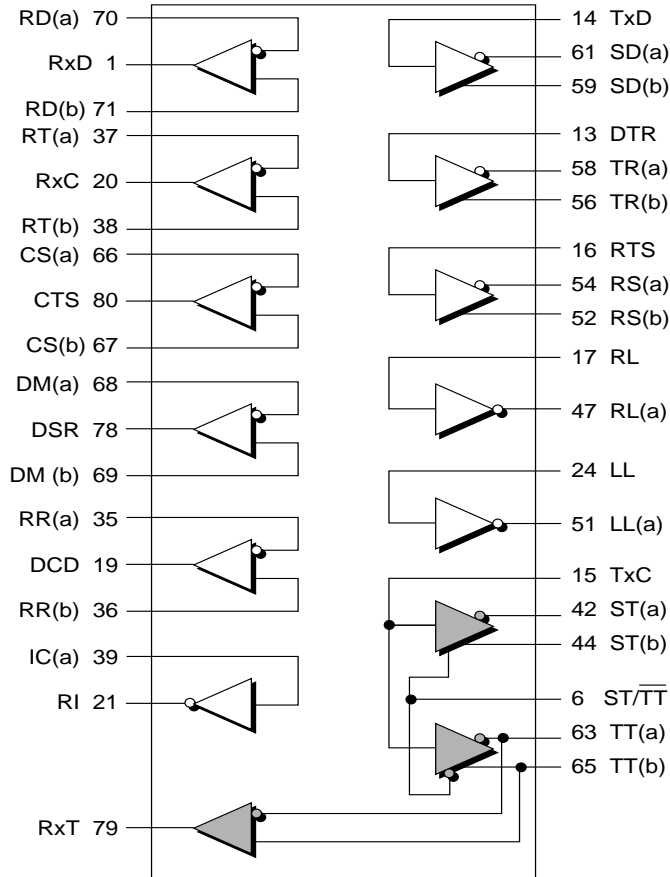 RD(a) 70
RxD 1
RD(b) 71
RT(a) 37
RxC 20
RT(b) 38
CS(a) 66
CTS 80
CS(b) 67
DM(a) 68
DSR 78
DM (b) 69
RR(a) 35
DCD 19
RR(b) 36
IC(a) 39
RI 21
RxT 79
14 TxD
61 SD(a)
59 SD(b)
13 DTR
58 TR(a)
56 TR(b)
16 RTS
54 RS(a)
52 RS(b)
17 RL
47 RL(a)
24 LL
51 LL(a)
15 TxC
42 ST(a)
44 ST(b)
6 ST/T̅T̅
63 TT(a)
65 TT(b)